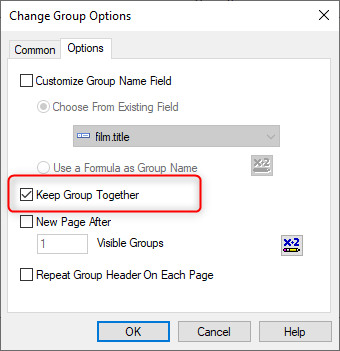 Change Group Options
Common Options
Customize Group Name Field
Choose From Existing Field
film.title
Use a Formula as Group Name x·2
Keep Group Together
New Page After
1 Visible Groups x·2
Repeat Group Header On Each Page
OK Cancel Help